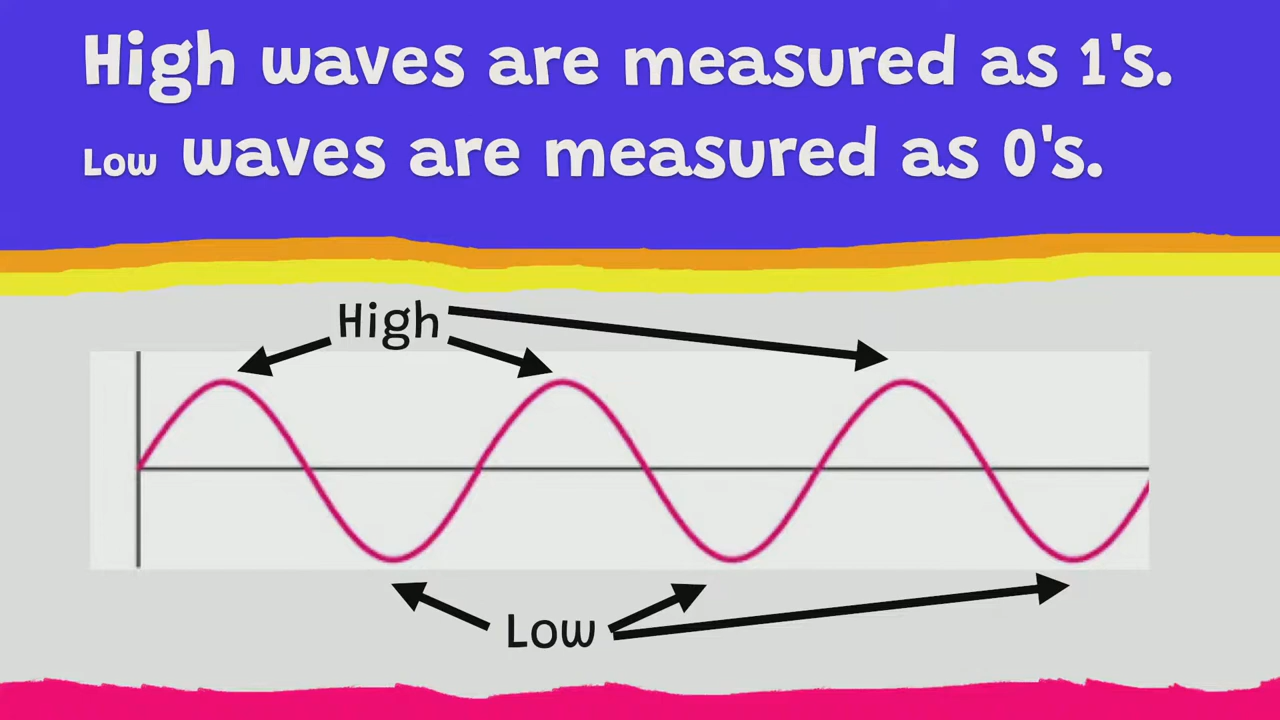 High waves are measured as 1's.
Low waves are measured as 0's.
High
Low